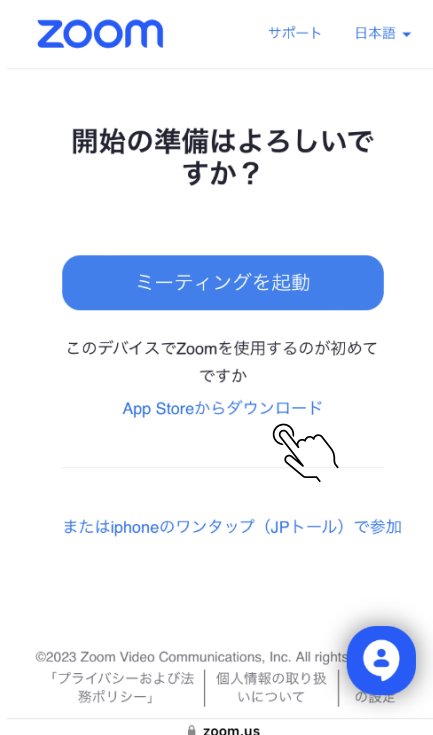 zoom
サポート 日本語
開始の準備はよろしいで
すか？
ミーティングを起動
このデバイスでZoomを使用するのが初めて
ですか
App Storeからダウンロード
またはiphoneのワンタップ（JPトール）で参加
©2023 Zoom Video Communications, Inc. All rights
「プライバシーおよび法
務ポリシー」
個人情報の取り扱
いについて
の設定
zoom.us